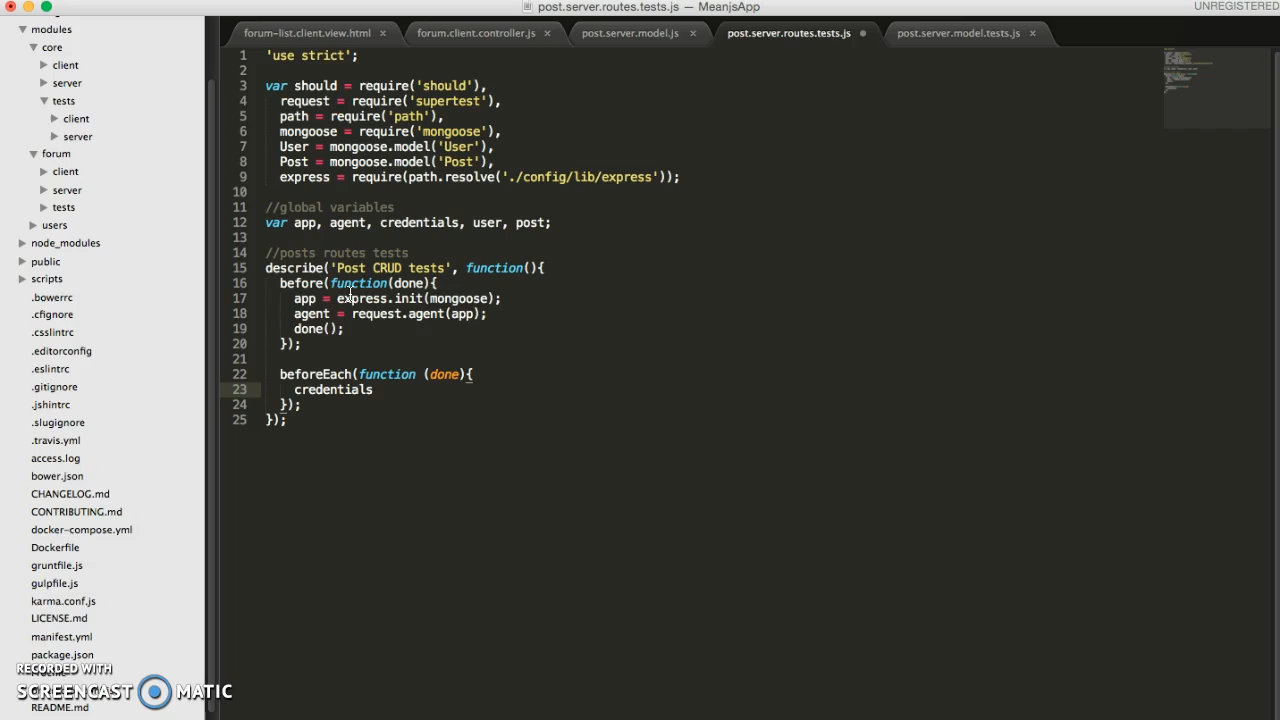 post.server.routes.tests.js — MeanjsApp
UNREGISTERED
forum-list.client.view.html ×
forum.client.controller.js ×
post.server.model.js ×
post.server.routes.tests.js
post.server.model.tests.js ×
modules
core
client
server
tests
client
server
forum
client
server
tests
users
node_modules
public
scripts
.bowerrc
.cfignore
.csslintrc
.editorconfig
.eslintrc
.gitignore
.jshintrc
.slugignore
.travis.yml
access.log
bower.json
CHANGELOG.md
CONTRIBUTING.md
docker-compose.yml
Dockerfile
gruntfile.js
gulpfile.js
karma.conf.js
LICENSE.md
manifest.yml
package.json
README.md
1 'use strict';
2
3 var should = require('should'),
4 request = require('supertest'),
5 path = require('path'),
6 mongoose = require('mongoose'),
7 User = mongoose.model('User'),
8 Post = mongoose.model('Post'),
9 express = require(path.resolve('./config/lib/express'));
10
11 //global variables
12 var app, agent, credentials, user, post;
13
14 //posts routes tests
15 describe('Post CRUD tests', function(){
16 before(function(done){
17 app = express.init(mongoose);
18 agent = request.agent(app);
19 done();
20 });
21
22 beforeEach(function (done){
23 credentials
24 });
25 });
RECORDED WITH
SCREENCAST MATIC